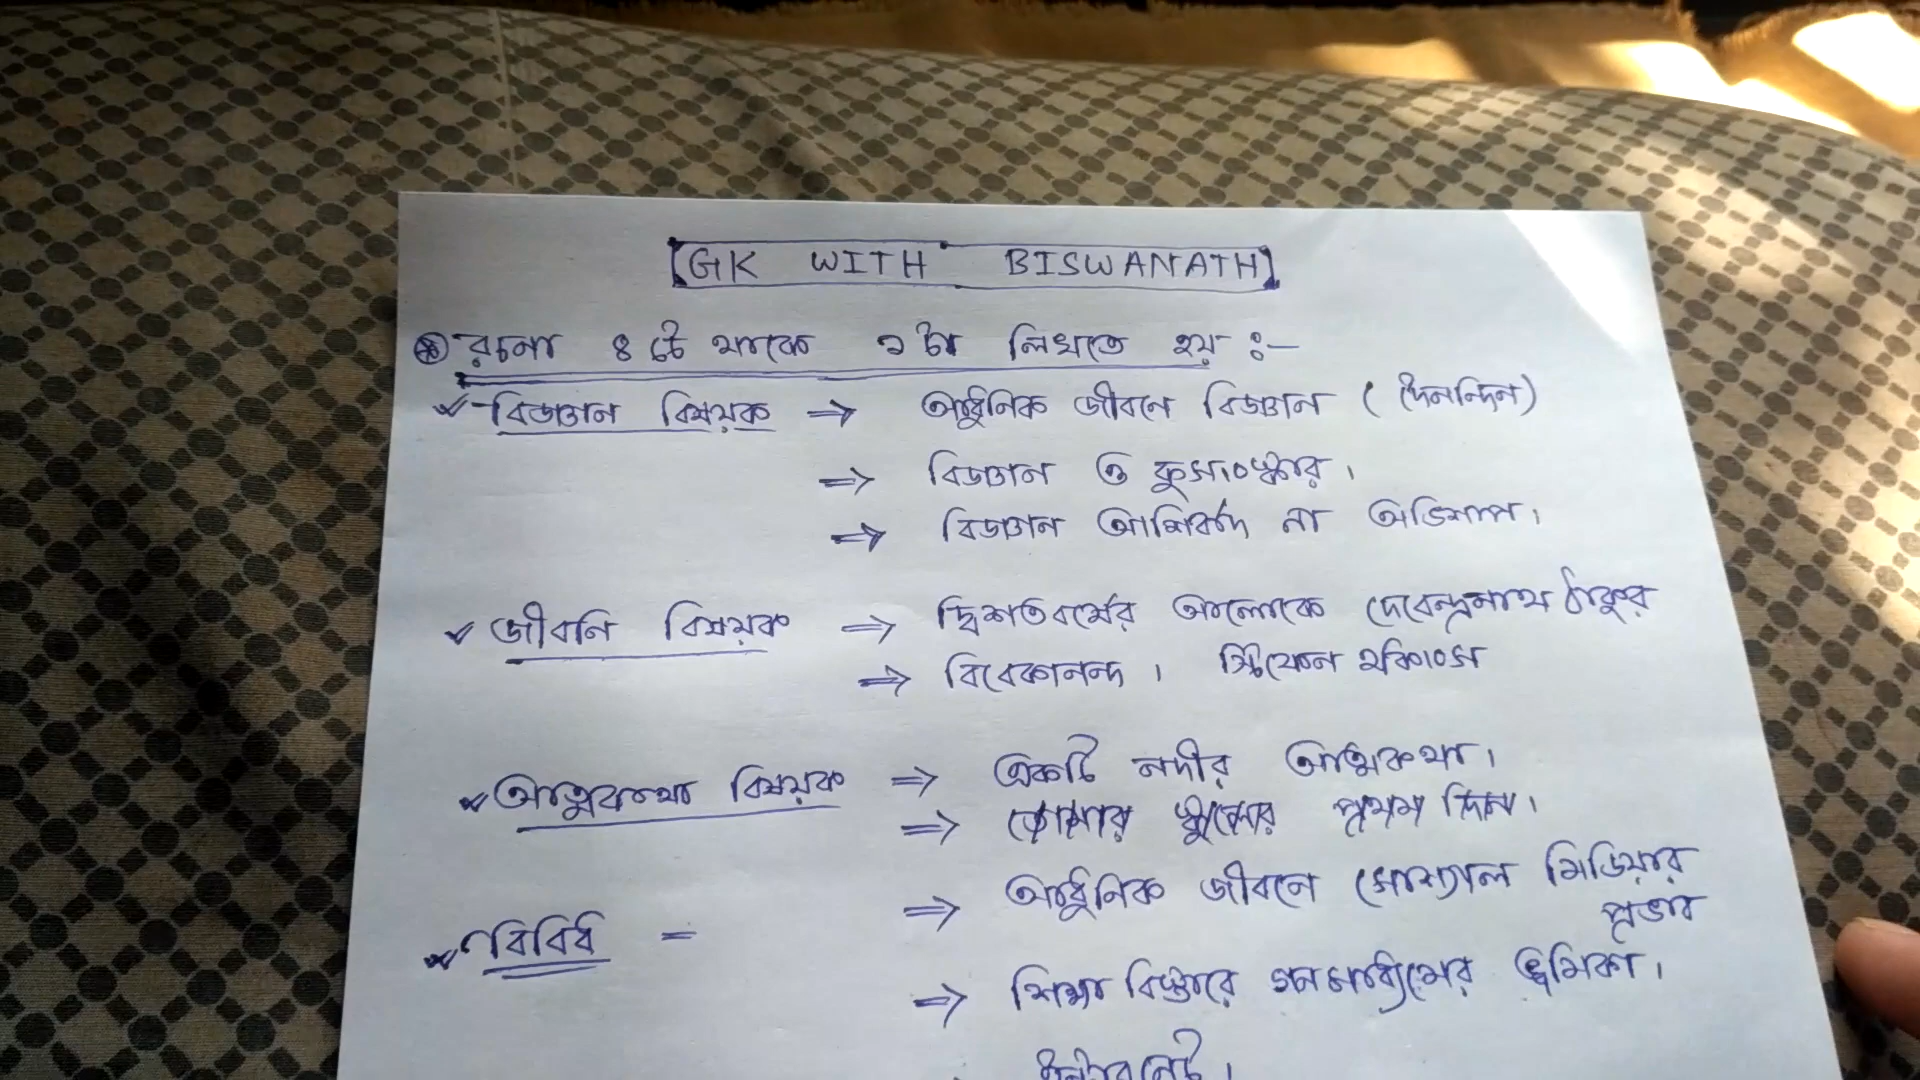 GK WITH BISWANATH
রচনা ৪ টে থাকে ১ টা লিখতে হয় :—
বিজ্ঞান বিষয়ক ⇒ আধুনিক জীবনে বিজ্ঞান ( দৈনন্দিন)
⇒ বিজ্ঞান ও কুসংস্কার ।
⇒ বিজ্ঞান আশির্বাদ না অভিশাপ ।
জীবনি বিষয়ক ⇒ দ্বিশতবর্ষের আলোকে দেবেন্দ্রনাথ ঠাকুর
⇒ বিবেকানন্দ । স্টিফেন হকিংস
আত্মকথা বিষয়ক ⇒ একটি নদীর আত্মকথা ।
⇒ তোমার স্কুলের প্রথম দিন ।
⇒ আধুনিক জীবনে সোশ্যাল মিডিয়ার
প্রভাব
বিবিধ =
⇒ শিক্ষা বিস্তারে গনমাধ্যমের ভূমিকা ।